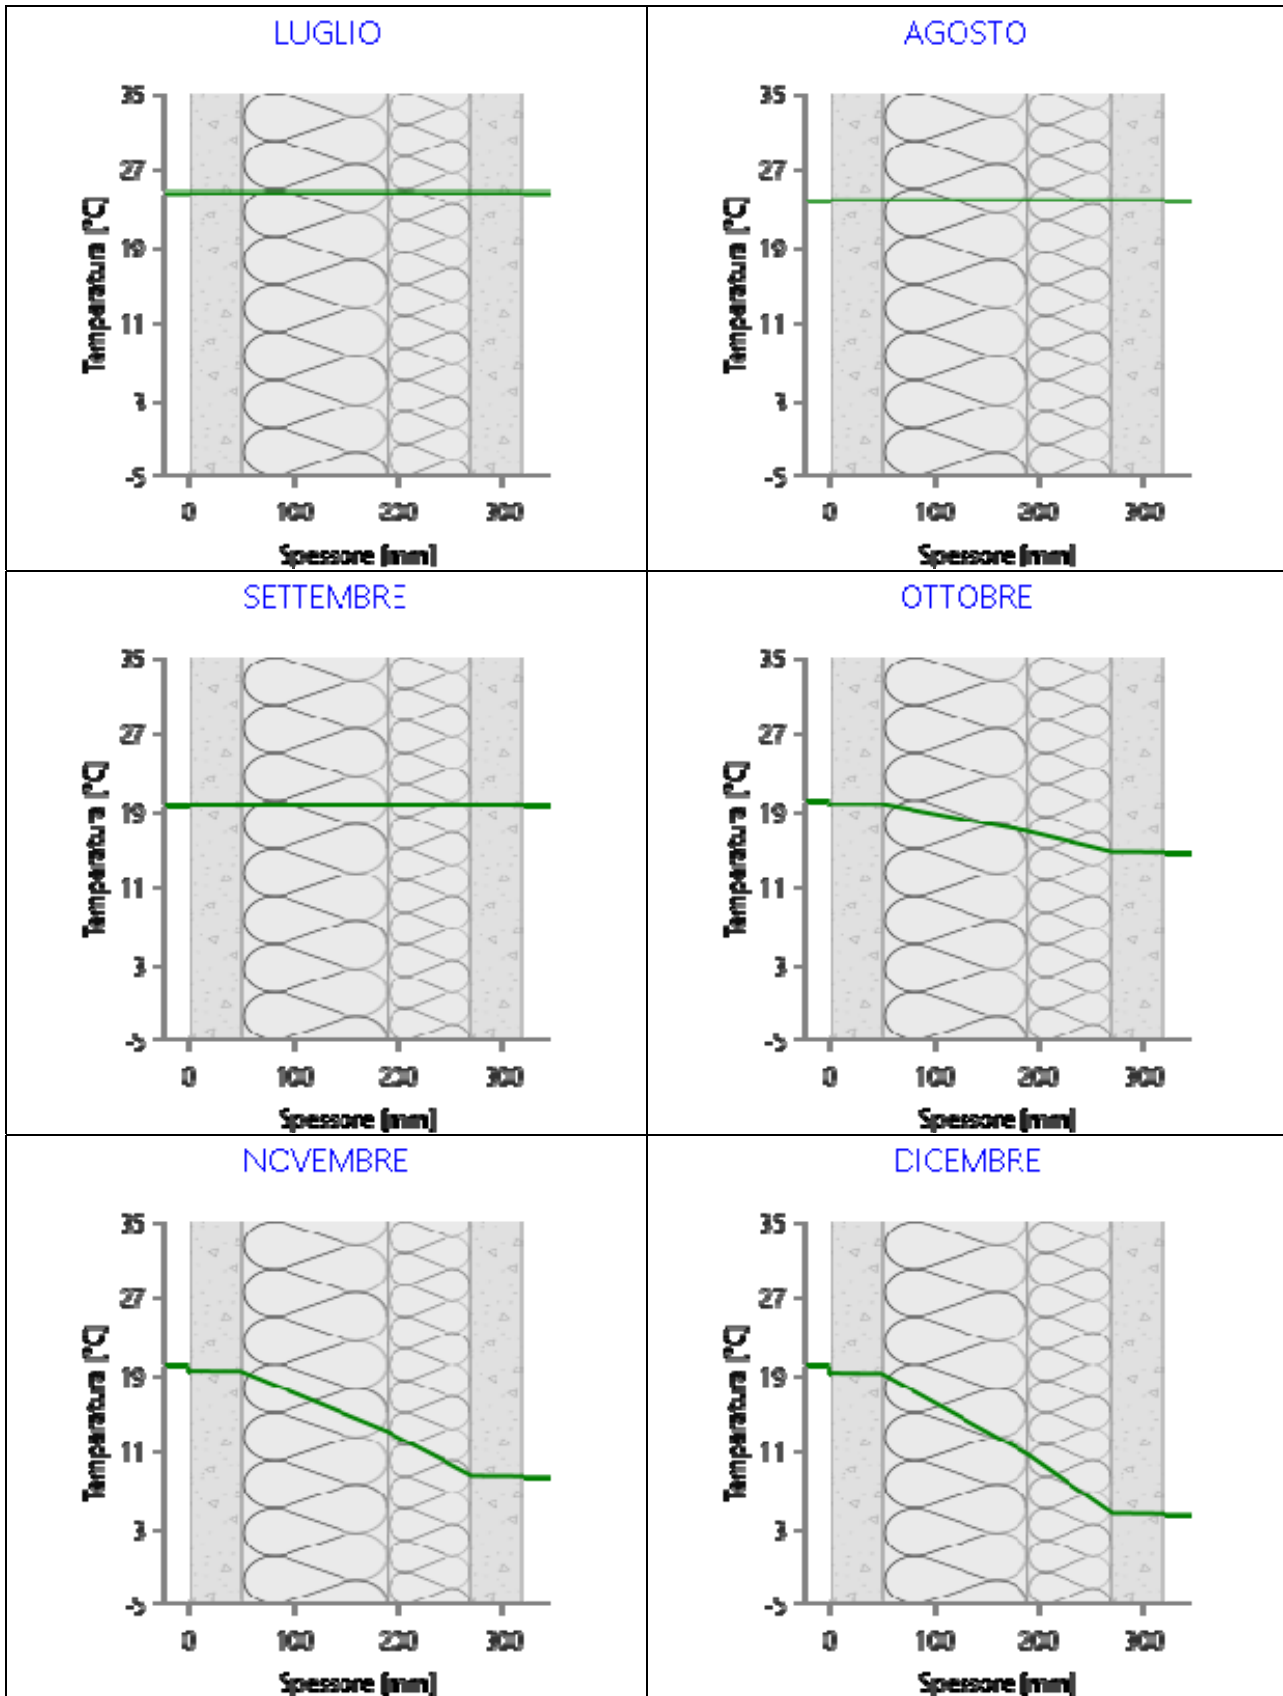 LUGLIO
35
27
19
11
3
-5
Temperatura [°C]
0 100 200 300
Spessore [mm]
AGOSTO
35
27
19
11
3
-5
Temperatura [°C]
0 100 200 300
Spessore [mm]
SETTEMBRE
35
27
19
11
3
-5
Temperatura [°C]
0 100 200 300
Spessore [mm]
OTTOBRE
35
27
19
11
3
-5
Temperatura [°C]
0 100 200 300
Spessore [mm]
NOVEMBRE
35
27
19
11
3
-5
Temperatura [°C]
0 100 200 300
Spessore [mm]
DICEMBRE
35
27
19
11
3
-5
Temperatura [°C]
0 100 200 300
Spessore [mm]